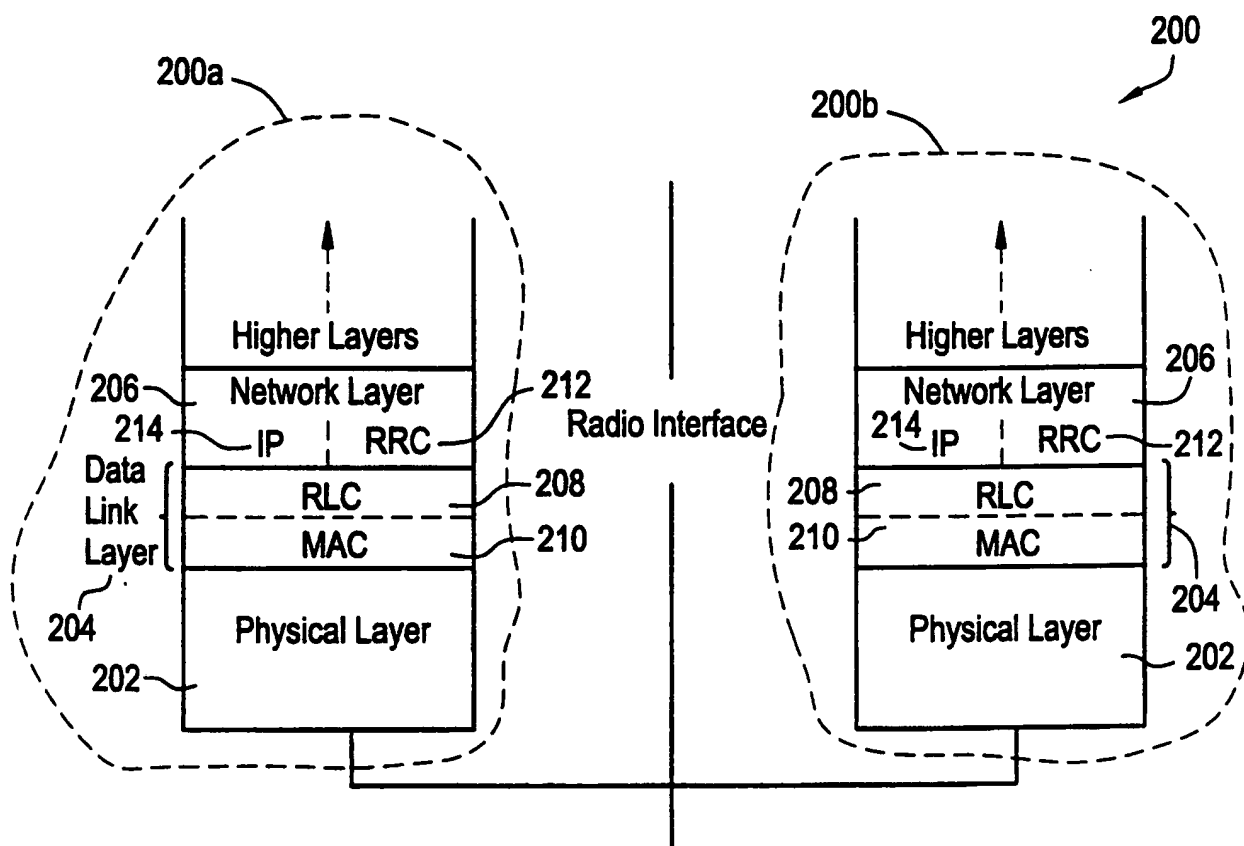 200
200a
200b
Higher Layers
Higher Layers
206
Network Layer
212
Network Layer
206
214
IP
RRC
Radio Interface
214
IP
RRC
212
Data
Link
Layer
RLC
208
208
RLC
MAC
210
210
MAC
204
204
Physical Layer
Physical Layer
202
202